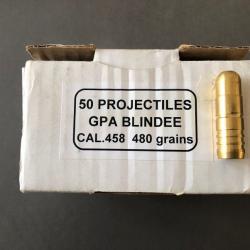 50 PROJECTILES
GPA BLINDEE
CAL.458 480 grains